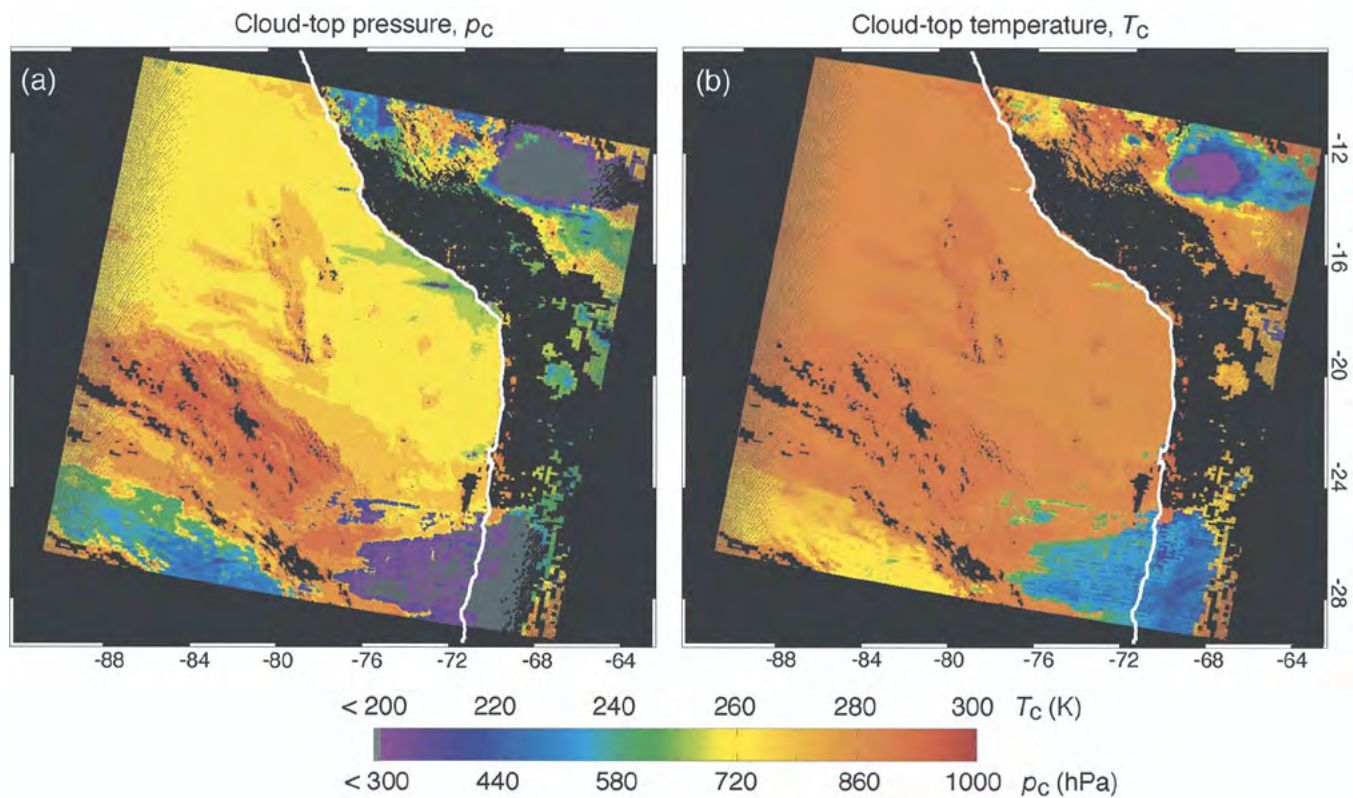 Cloud-top pressure, pC
Cloud-top temperature, TC
(a)
(b)
-12
-16
-20
-24
-28
-88 -84 -80 -76 -72 -68 -64
-88 -84 -80 -76 -72 -68 -64
< 200 220 240 260 280 300 TC (K)
< 300 440 580 720 860 1000 pC (hPa)